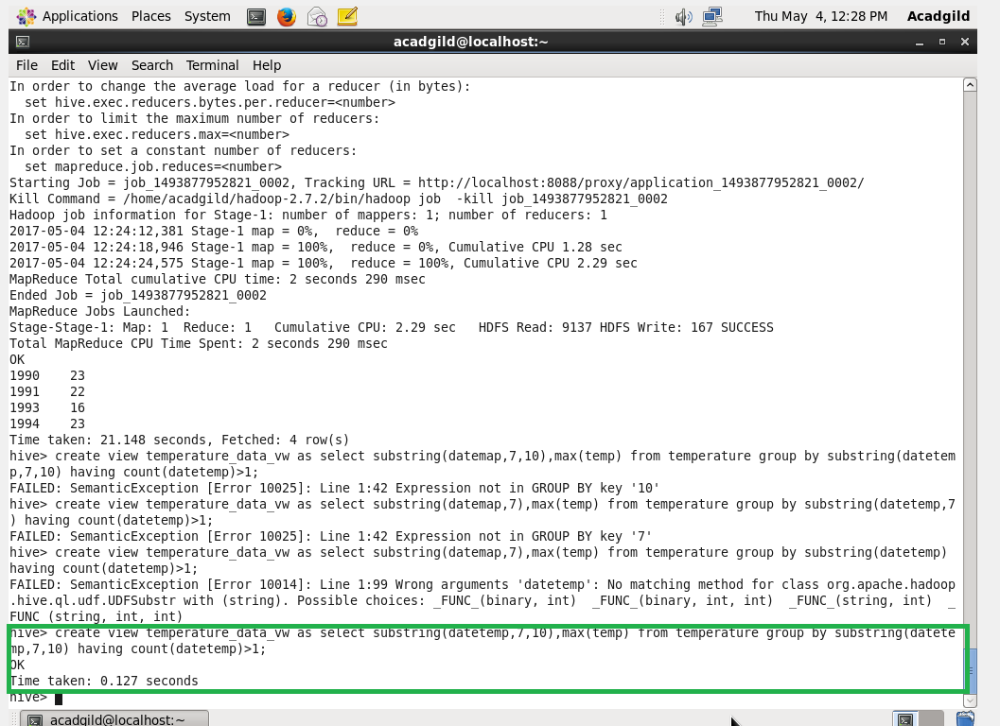 Applications Places System Thu May 4, 12:28 PM Acadgild
acadgild@localhost:~
File Edit View Search Terminal Help
In order to change the average load for a reducer (in bytes):
  set hive.exec.reducers.bytes.per.reducer=<number>
In order to limit the maximum number of reducers:
  set hive.exec.reducers.max=<number>
In order to set a constant number of reducers:
  set mapreduce.job.reduces=<number>
Starting Job = job_1493877952821_0002, Tracking URL = http://localhost:8088/proxy/application_1493877952821_0002/
Kill Command = /home/acadgild/hadoop-2.7.2/bin/hadoop job  -kill job_1493877952821_0002
Hadoop job information for Stage-1: number of mappers: 1; number of reducers: 1
2017-05-04 12:24:12,381 Stage-1 map = 0%,  reduce = 0%
2017-05-04 12:24:18,946 Stage-1 map = 100%,  reduce = 0%, Cumulative CPU 1.28 sec
2017-05-04 12:24:24,575 Stage-1 map = 100%,  reduce = 100%, Cumulative CPU 2.29 sec
MapReduce Total cumulative CPU time: 2 seconds 290 msec
Ended Job = job_1493877952821_0002
MapReduce Jobs Launched:
Stage-Stage-1: Map: 1  Reduce: 1   Cumulative CPU: 2.29 sec   HDFS Read: 9137 HDFS Write: 167 SUCCESS
Total MapReduce CPU Time Spent: 2 seconds 290 msec
OK
1990    23
1991    22
1993    16
1994    23
Time taken: 21.148 seconds, Fetched: 4 row(s)
hive> create view temperature_data_vw as select substring(datemap,7,10),max(temp) from temperature group by substring(datetem
p,7,10) having count(datetemp)>1;
FAILED: SemanticException [Error 10025]: Line 1:42 Expression not in GROUP BY key '10'
hive> create view temperature_data_vw as select substring(datemap,7),max(temp) from temperature group by substring(datetemp,7
) having count(datetemp)>1;
FAILED: SemanticException [Error 10025]: Line 1:42 Expression not in GROUP BY key '7'
hive> create view temperature_data_vw as select substring(datemap,7),max(temp) from temperature group by substring(datetemp)
having count(datetemp)>1;
FAILED: SemanticException [Error 10014]: Line 1:99 Wrong arguments 'datetemp': No matching method for class org.apache.hadoop
.hive.ql.udf.UDFSubstr with (string). Possible choices: _FUNC_(binary, int)  _FUNC_(binary, int, int)  _FUNC_(string, int)  _
FUNC_(string, int, int)
hive> create view temperature_data_vw as select substring(datetemp,7,10),max(temp) from temperature group by substring(datete
mp,7,10) having count(datetemp)>1;
OK
Time taken: 0.127 seconds
hive>
acadgild@localhost:~